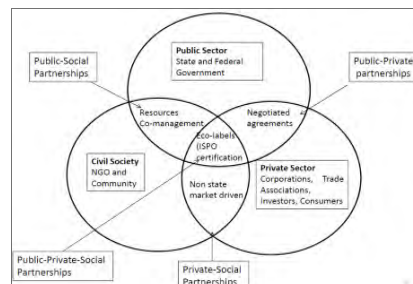 Public Sector
State and Federal
Government
Public-Social
Partnerships
Public-Private
partnerships
Resources
Co-management
Negotiated
agreements
Eco-labels
(ISPO
certification
Civil Society
NGO and
Community
Private Sector
Corporations, Trade
Associations,
Investors, Consumers
Non state
market driven
Public-Private-Social
Partnerships
Private-Social
Partnerships